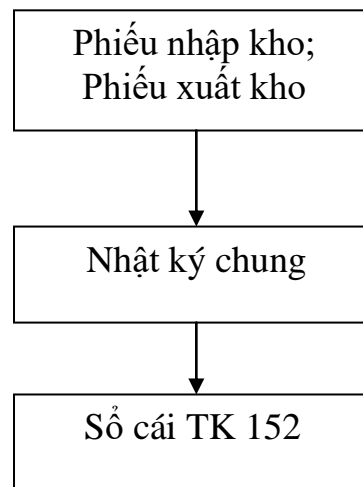 Phiếu nhập kho;
Phiếu xuất kho
Nhật ký chung
Sổ cái TK 152